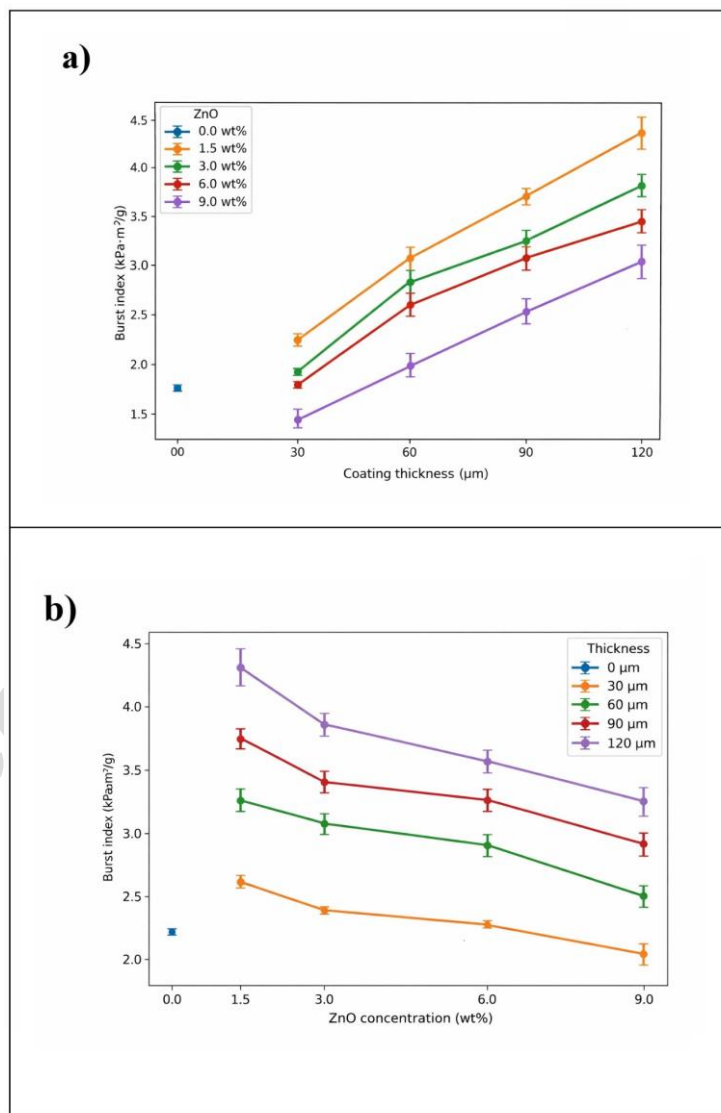 a)
ZnO
0.0 wt%
1.5 wt%
3.0 wt%
6.0 wt%
9.0 wt%
4.5
4.0
3.5
3.0
2.5
2.0
1.5
Burst index (kPa·m²/g)
00 30 60 90 120
Coating thickness (µm)
b)
Thickness
0 µm
30 µm
60 µm
90 µm
120 µm
4.5
4.0
3.5
3.0
2.5
2.0
Burst index (kPam²/g)
0.0 1.5 3.0 6.0 9.0
ZnO concentration (wt%)